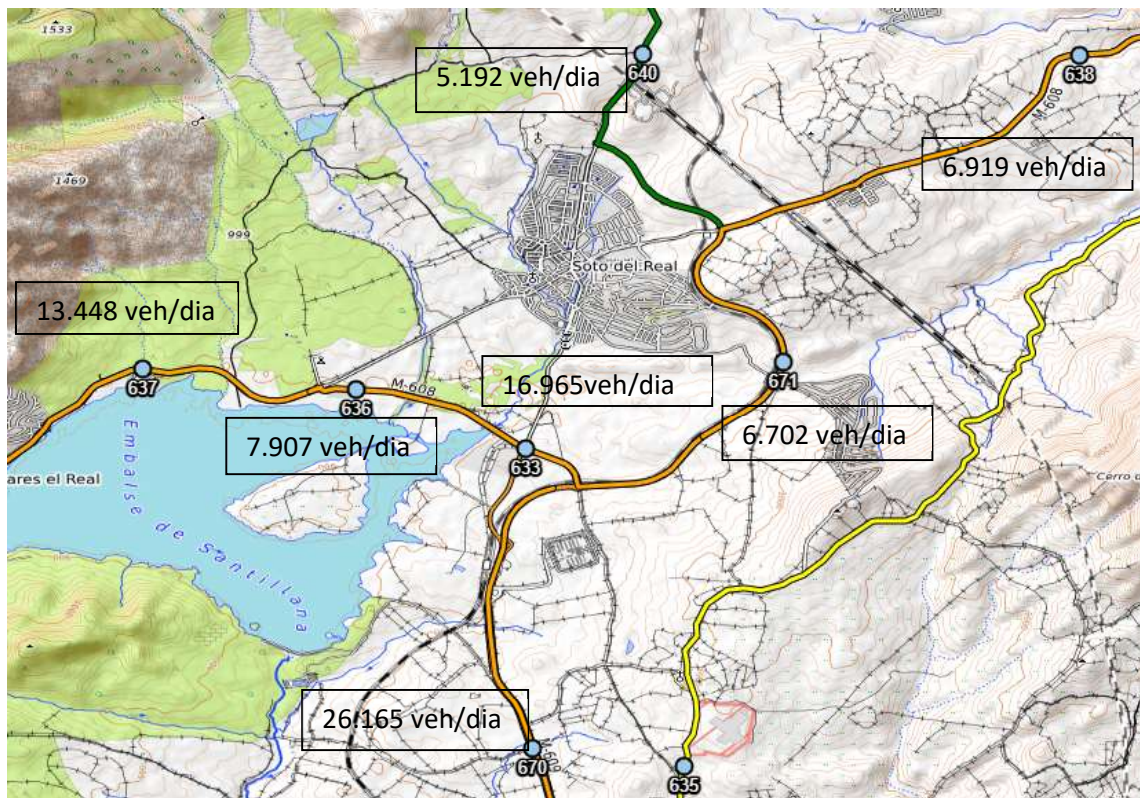 1533
5.192 veh/dia
640
638
M-608
6.919 veh/dia
1469
999
Soto del Real
13.448 veh/dia
637
636
M-608
16.965veh/dia
671
7.907 veh/dia
6.702 veh/dia
633
ares el Real
Embalse de Santillana
Cerro d
26.165 veh/dia
670
M-609
635